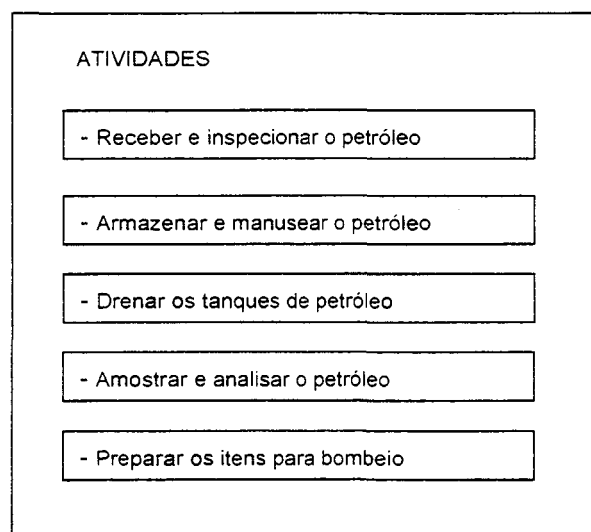 ATIVIDADES
- Receber e inspecionar o petróleo
- Armazenar e manusear o petróleo
- Drenar os tanques de petróleo
- Amostrar e analisar o petróleo
- Preparar os itens para bombeio